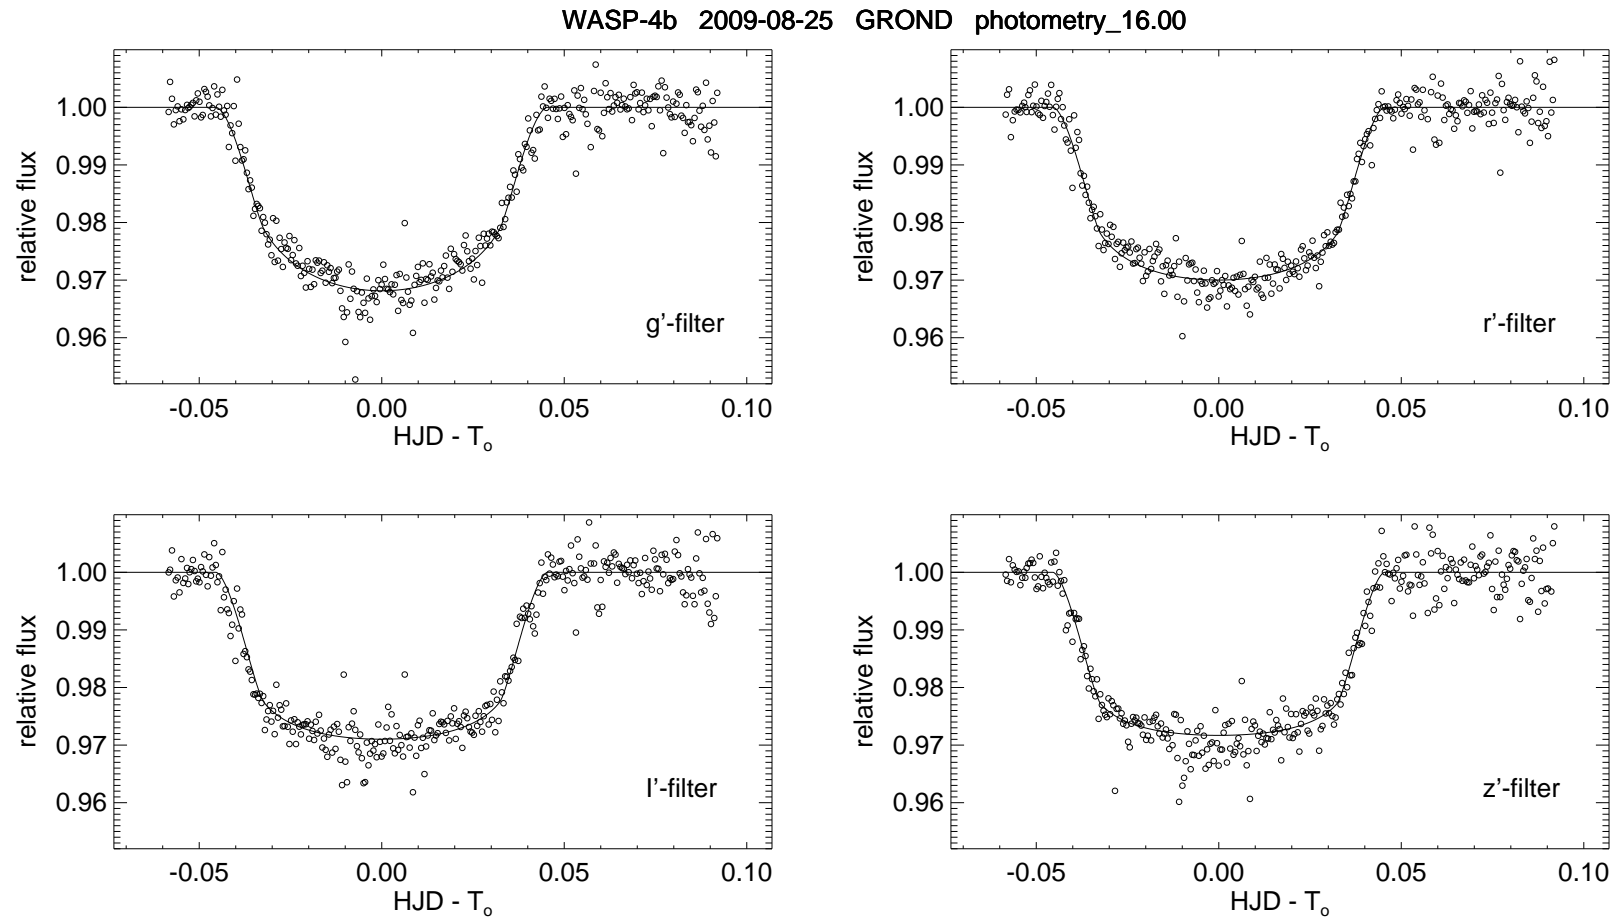 WASP-4b 2009-08-25 GROND photometry_16.00
relative flux
1.00
0.99
0.98
0.97
0.96
g'-filter
-0.05 0.00 0.05 0.10
HJD - To
relative flux
1.00
0.99
0.98
0.97
0.96
r'-filter
-0.05 0.00 0.05 0.10
HJD - To
relative flux
1.00
0.99
0.98
0.97
0.96
I'-filter
-0.05 0.00 0.05 0.10
HJD - To
relative flux
1.00
0.99
0.98
0.97
0.96
z'-filter
-0.05 0.00 0.05 0.10
HJD - To